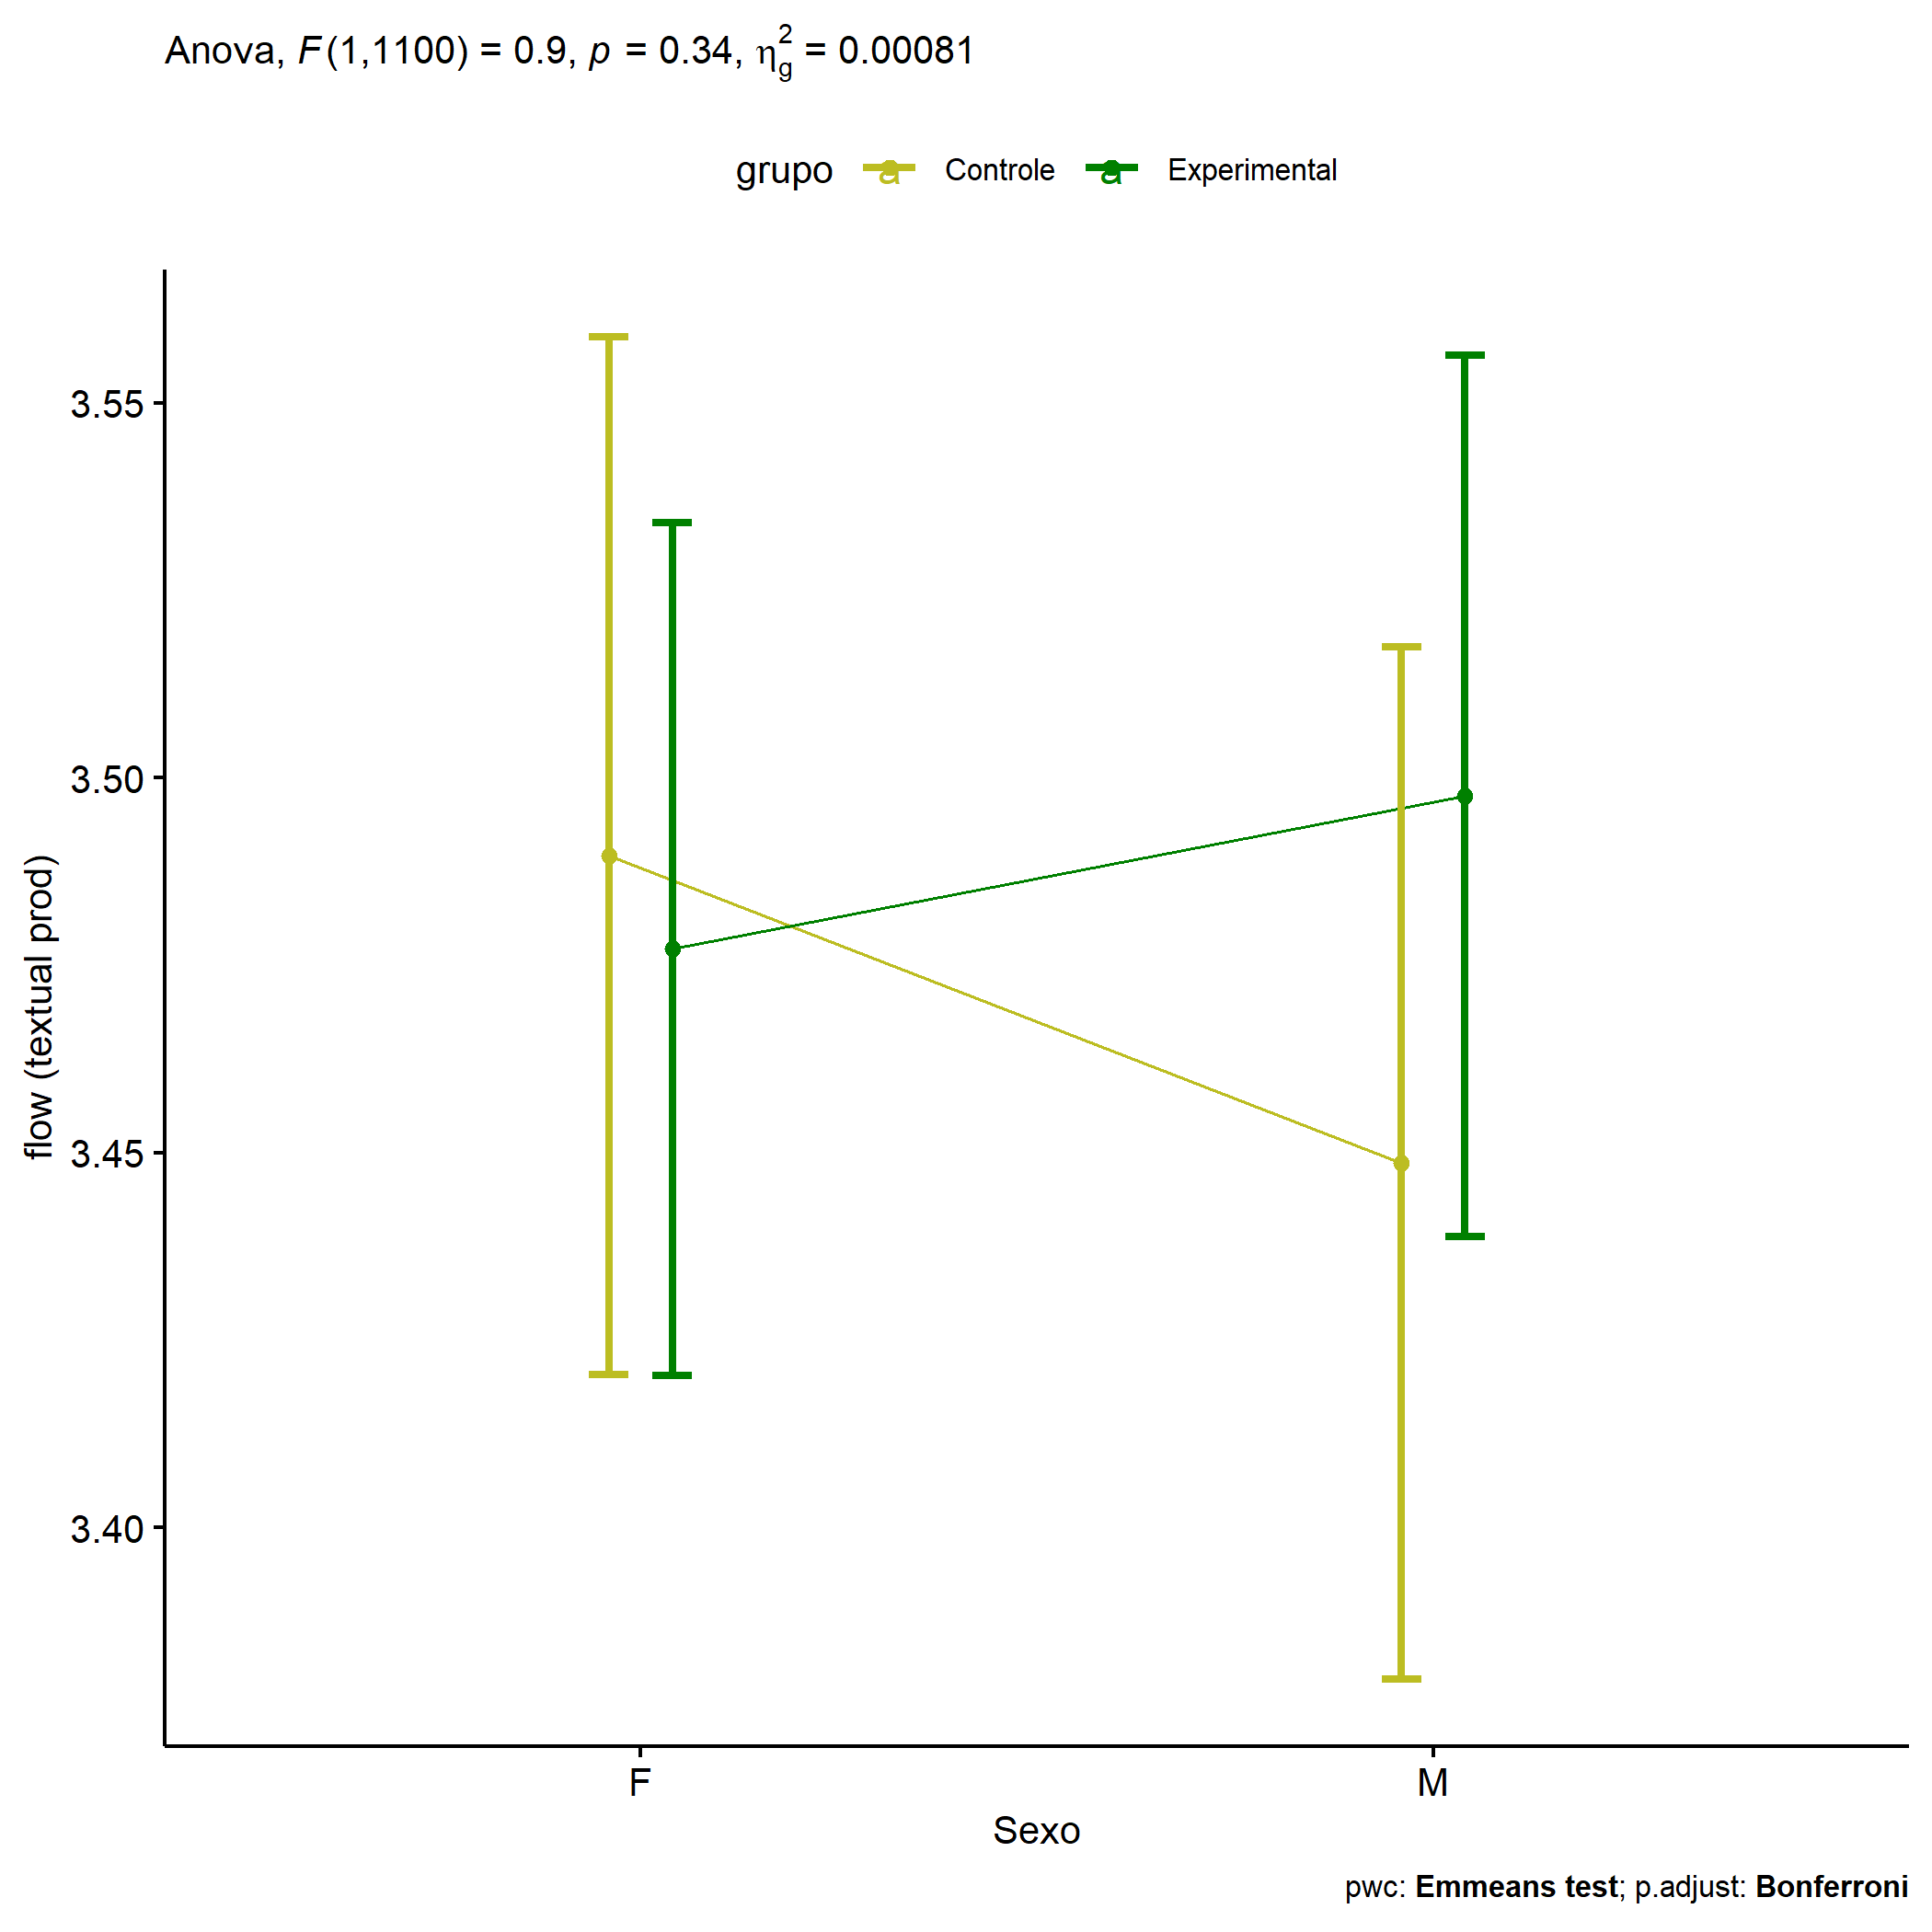 Anova, F(1,1100) = 0.9, p = 0.34, η²g = 0.00081
grupo a Controle a Experimental
3.55
3.50
3.45
3.40
flow (textual prod)
F M
Sexo
pwc: Emmeans test; p.adjust: Bonferroni